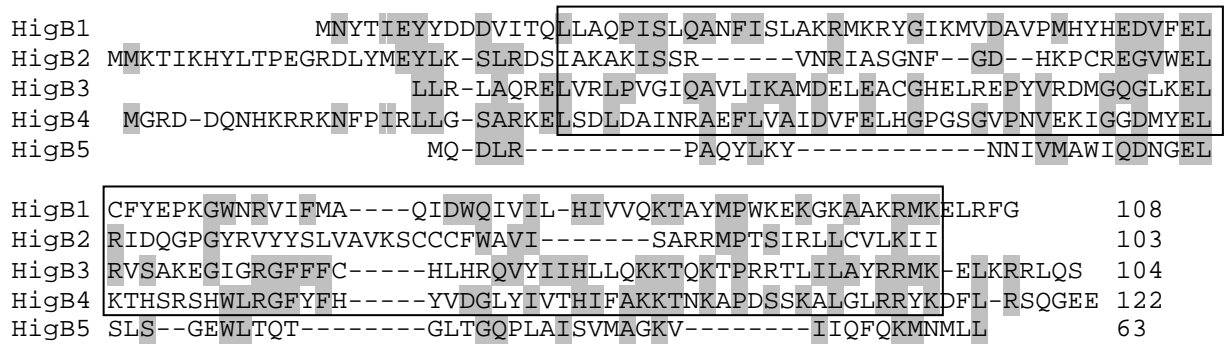 HigB1 MNYTIEYYDDDVITQLLAQPISLQANFISLAKRMKRYGIKMVDAVPMHYHEDVFEL
HigB2 MMKTIKHYLTPEGRDLYMEYLK-SLRDSIAKAKISSR------VNRIASGNF--GD--HKPCREGVWEL
HigB3 LLR-LAQRELVRLPVGIQAVLIKAMDELEACGHELREPYVRDMGQGLKEL
HigB4 MGRD-DQNHKRRKNFPIRLLG-SARKELSDLDAINRAEFLVAIDVFELHGPGSGVPNVEKIGGDMYEL
HigB5 MQ-DLR----------PAQYLKY------------NNIVMAWIQDNGEL
HigB1 CFYEPKGWNRVIFMA----QIDWQIVIL-HIVVQKTAYMPWKEKGKAAKRMKELRFG 108
HigB2 RIDQGPGYRVYYSLVAVKSCCCFWAVI-------SARRMPTSIRLLCVLKII 103
HigB3 RVSAKEGIGRGFFFC-----HLHRQVYIIHLLQKKTQKTPRRTLILAYRRMK-ELKRRLQS 104
HigB4 KTHSRSHWLRGFYFH-----YVDGLYIVTHIFAKKTNKAPDSSKALGLRRYKDFL-RSQGEE 122
HigB5 SLS--GEWLTQT--------GLTGQPLAISVMAGKV--------IIQFQKMNMLL 63